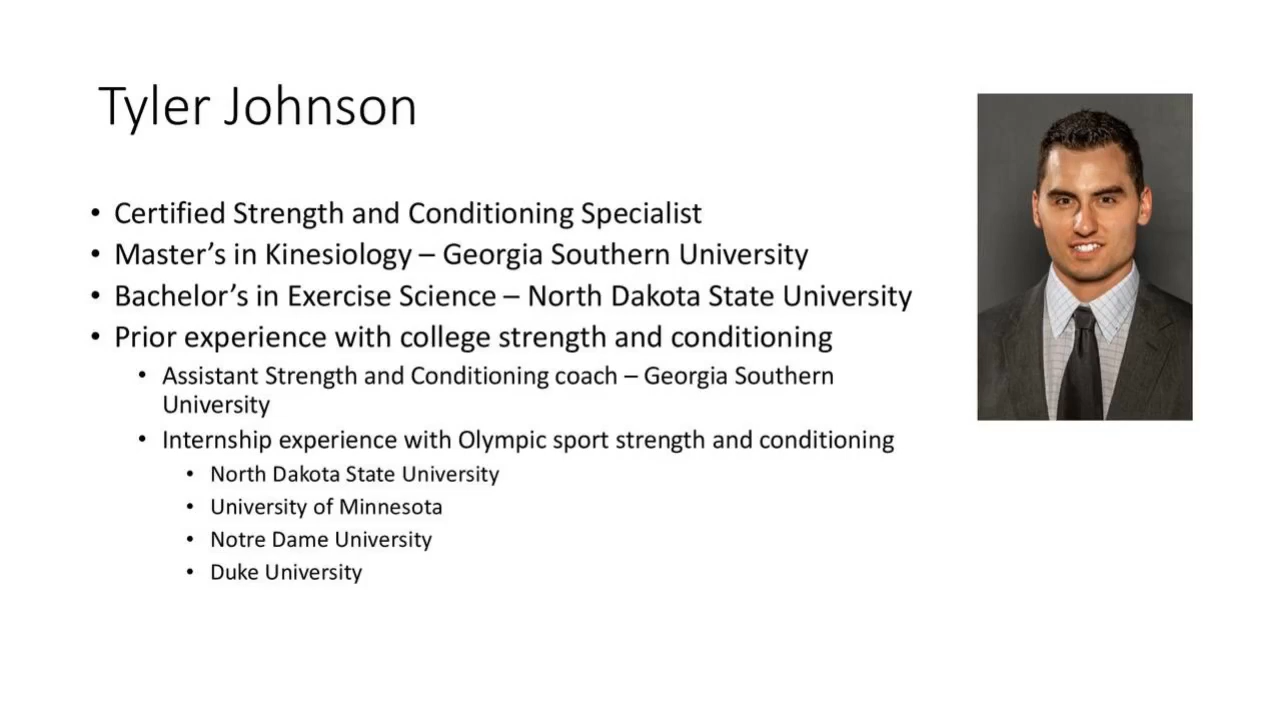 Tyler Johnson
• Certified Strength and Conditioning Specialist
• Master’s in Kinesiology – Georgia Southern University
• Bachelor’s in Exercise Science – North Dakota State University
• Prior experience with college strength and conditioning
• Assistant Strength and Conditioning coach – Georgia Southern
University
• Internship experience with Olympic sport strength and conditioning
• North Dakota State University
• University of Minnesota
• Notre Dame University
• Duke University